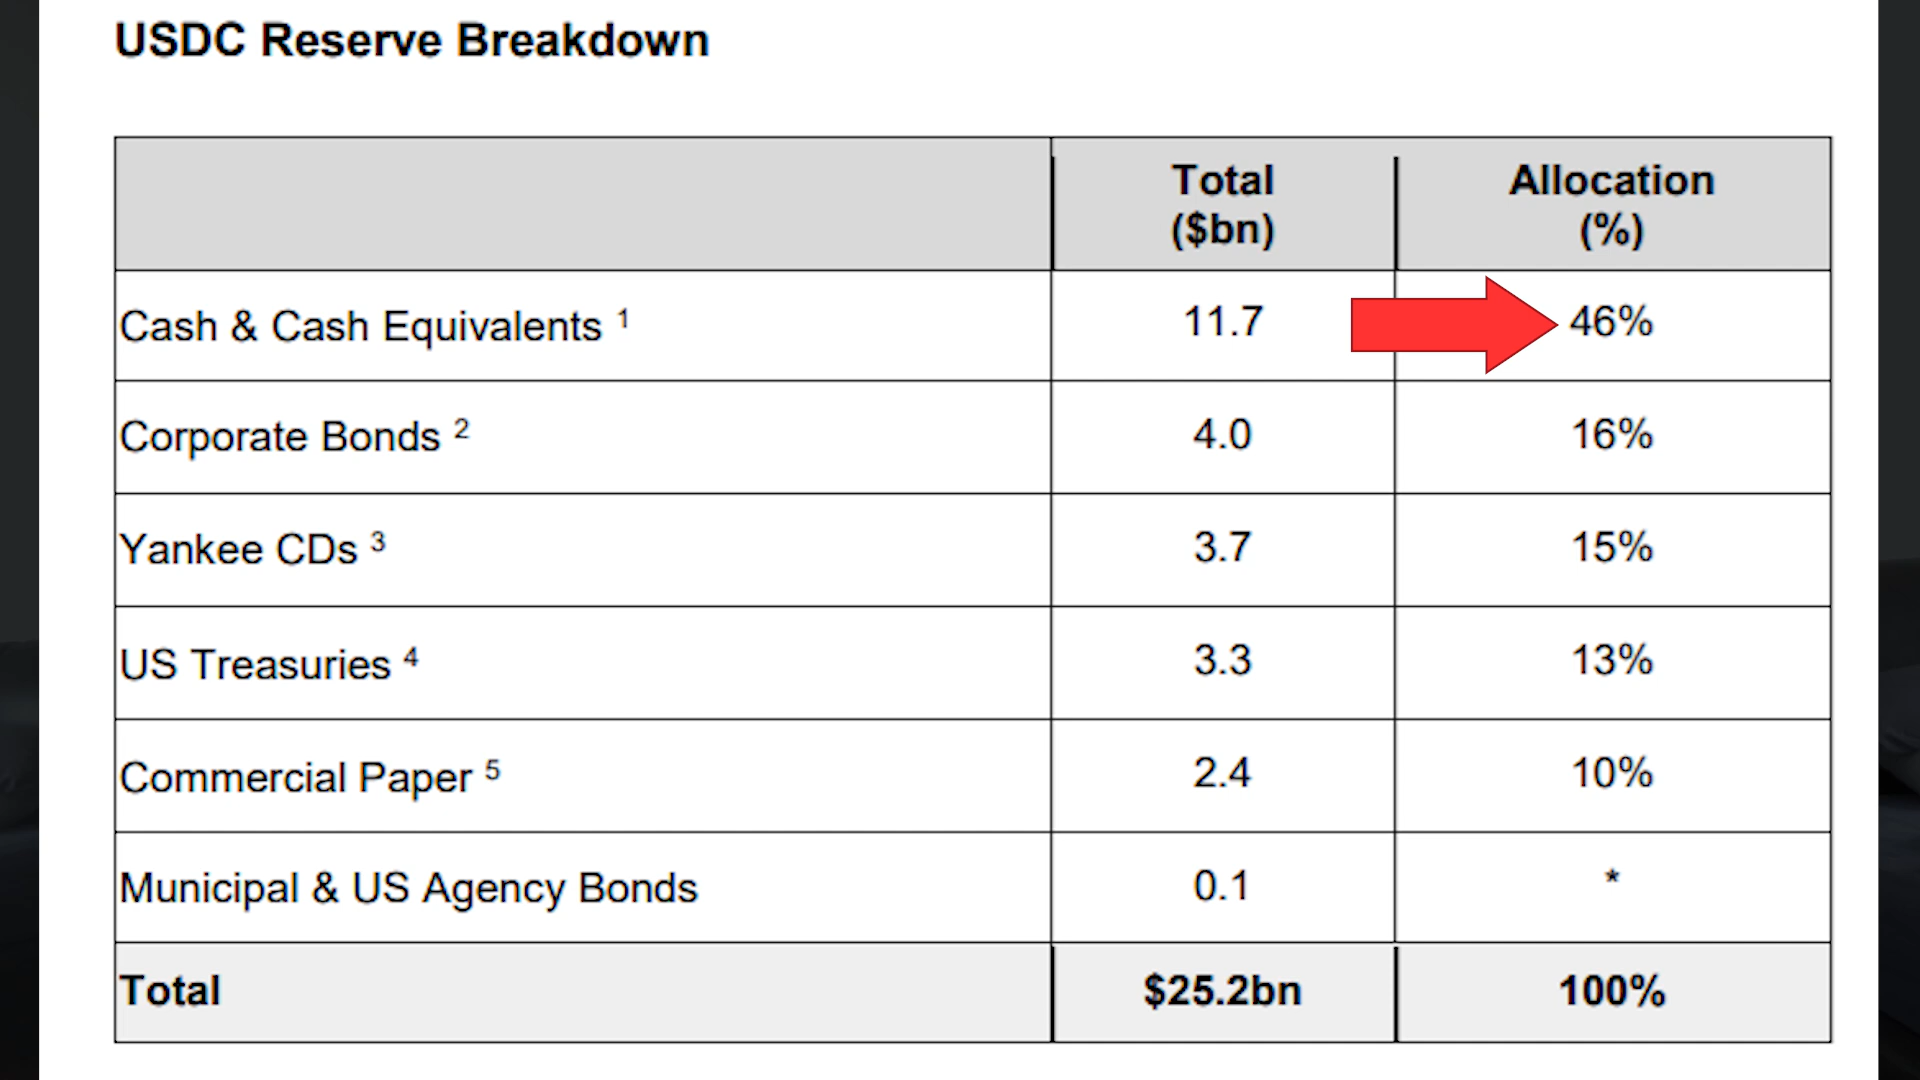 USDC Reserve Breakdown
Total ($bn) Allocation (%)
Cash & Cash Equivalents 1 11.7 46%
Corporate Bonds 2 4.0 16%
Yankee CDs 3 3.7 15%
US Treasuries 4 3.3 13%
Commercial Paper 5 2.4 10%
Municipal & US Agency Bonds 0.1 *
Total $25.2bn 100%